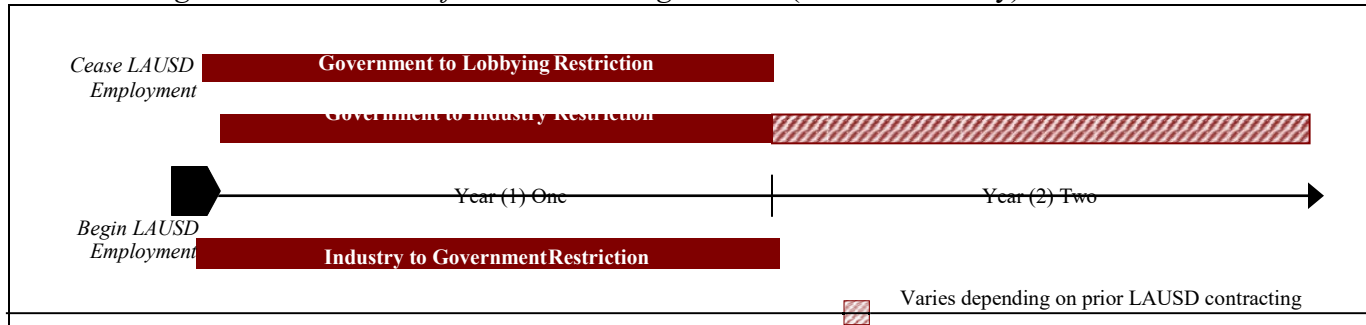 Cease LAUSD
Employment
Government to Lobbying Restriction
Government to Industry Restriction
Year (1) One
Year (2) Two
Begin LAUSD
Employment
Industry to GovernmentRestriction
Varies depending on prior LAUSD contracting